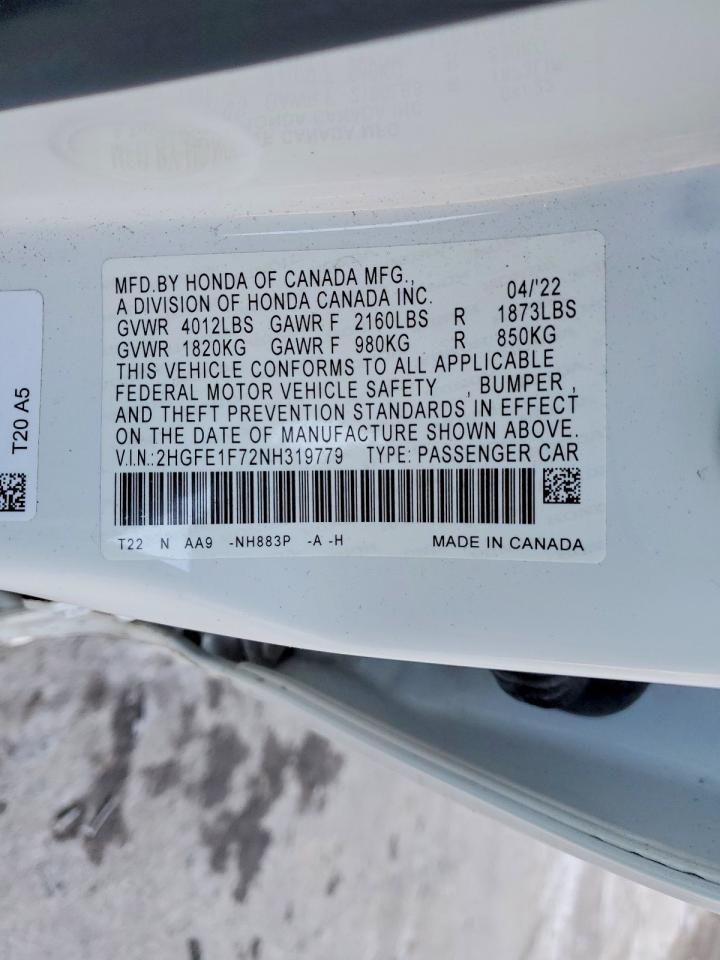 MFD.BY HONDA OF CANADA MFG.,
A DIVISION OF HONDA CANADA INC. 04/'22
GVWR 4012LBS GAWR F 2160LBS R 1873LBS
GVWR 1820KG GAWR F 980KG R 850KG
THIS VEHICLE CONFORMS TO ALL APPLICABLE
FEDERAL MOTOR VEHICLE SAFETY , BUMPER ,
AND THEFT PREVENTION STANDARDS IN EFFECT
ON THE DATE OF MANUFACTURE SHOWN ABOVE.
V.I.N.:2HGFE1F72NH319779 TYPE: PASSENGER CAR
T22 N AA9 -NH883P -A -H MADE IN CANADA
T20 A5